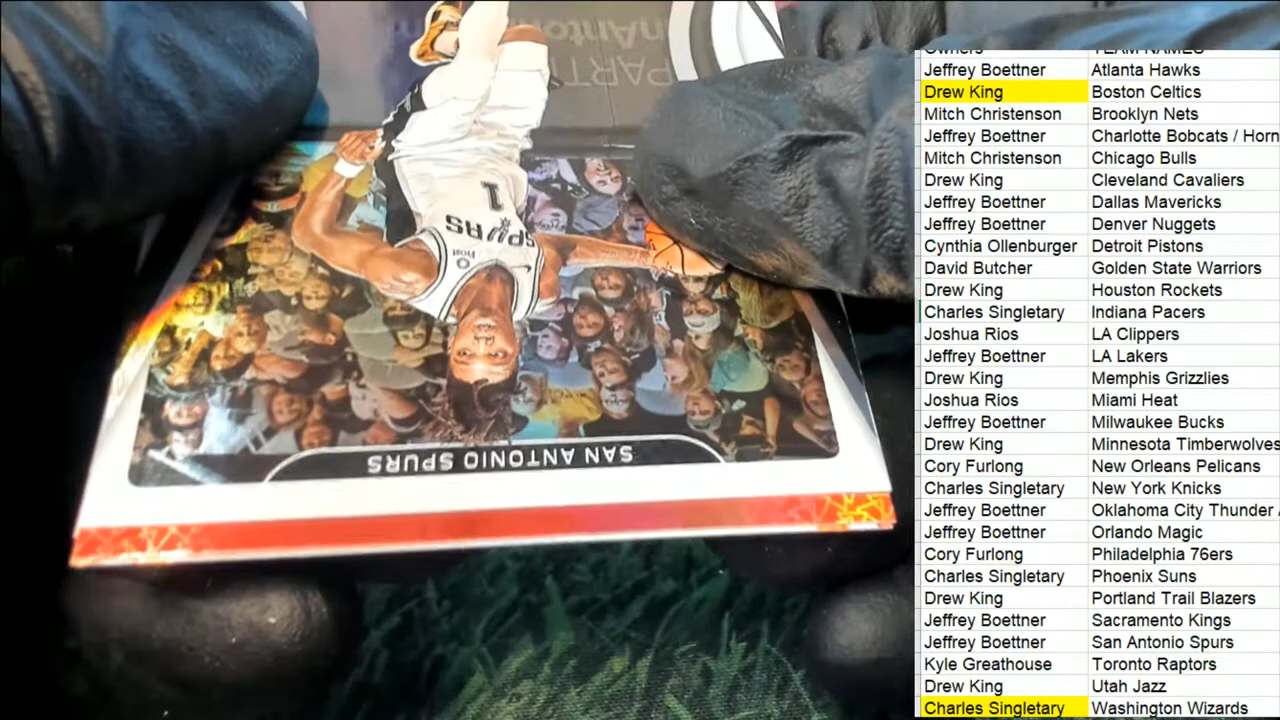 PART
nAntoni
1
SPURS
Frost
SAN ANTONIO SPURS
Owners TEAM NAMES
Jeffrey Boettner Atlanta Hawks
Drew King Boston Celtics
Mitch Christenson Brooklyn Nets
Jeffrey Boettner Charlotte Bobcats / Horn
Mitch Christenson Chicago Bulls
Drew King Cleveland Cavaliers
Jeffrey Boettner Dallas Mavericks
Jeffrey Boettner Denver Nuggets
Cynthia Ollenburger Detroit Pistons
David Butcher Golden State Warriors
Drew King Houston Rockets
Charles Singletary Indiana Pacers
Joshua Rios LA Clippers
Jeffrey Boettner LA Lakers
Drew King Memphis Grizzlies
Joshua Rios Miami Heat
Jeffrey Boettner Milwaukee Bucks
Drew King Minnesota Timberwolves
Cory Furlong New Orleans Pelicans
Charles Singletary New York Knicks
Jeffrey Boettner Oklahoma City Thunder /
Jeffrey Boettner Orlando Magic
Cory Furlong Philadelphia 76ers
Charles Singletary Phoenix Suns
Drew King Portland Trail Blazers
Jeffrey Boettner Sacramento Kings
Jeffrey Boettner San Antonio Spurs
Kyle Greathouse Toronto Raptors
Drew King Utah Jazz
Charles Singletary Washington Wizards